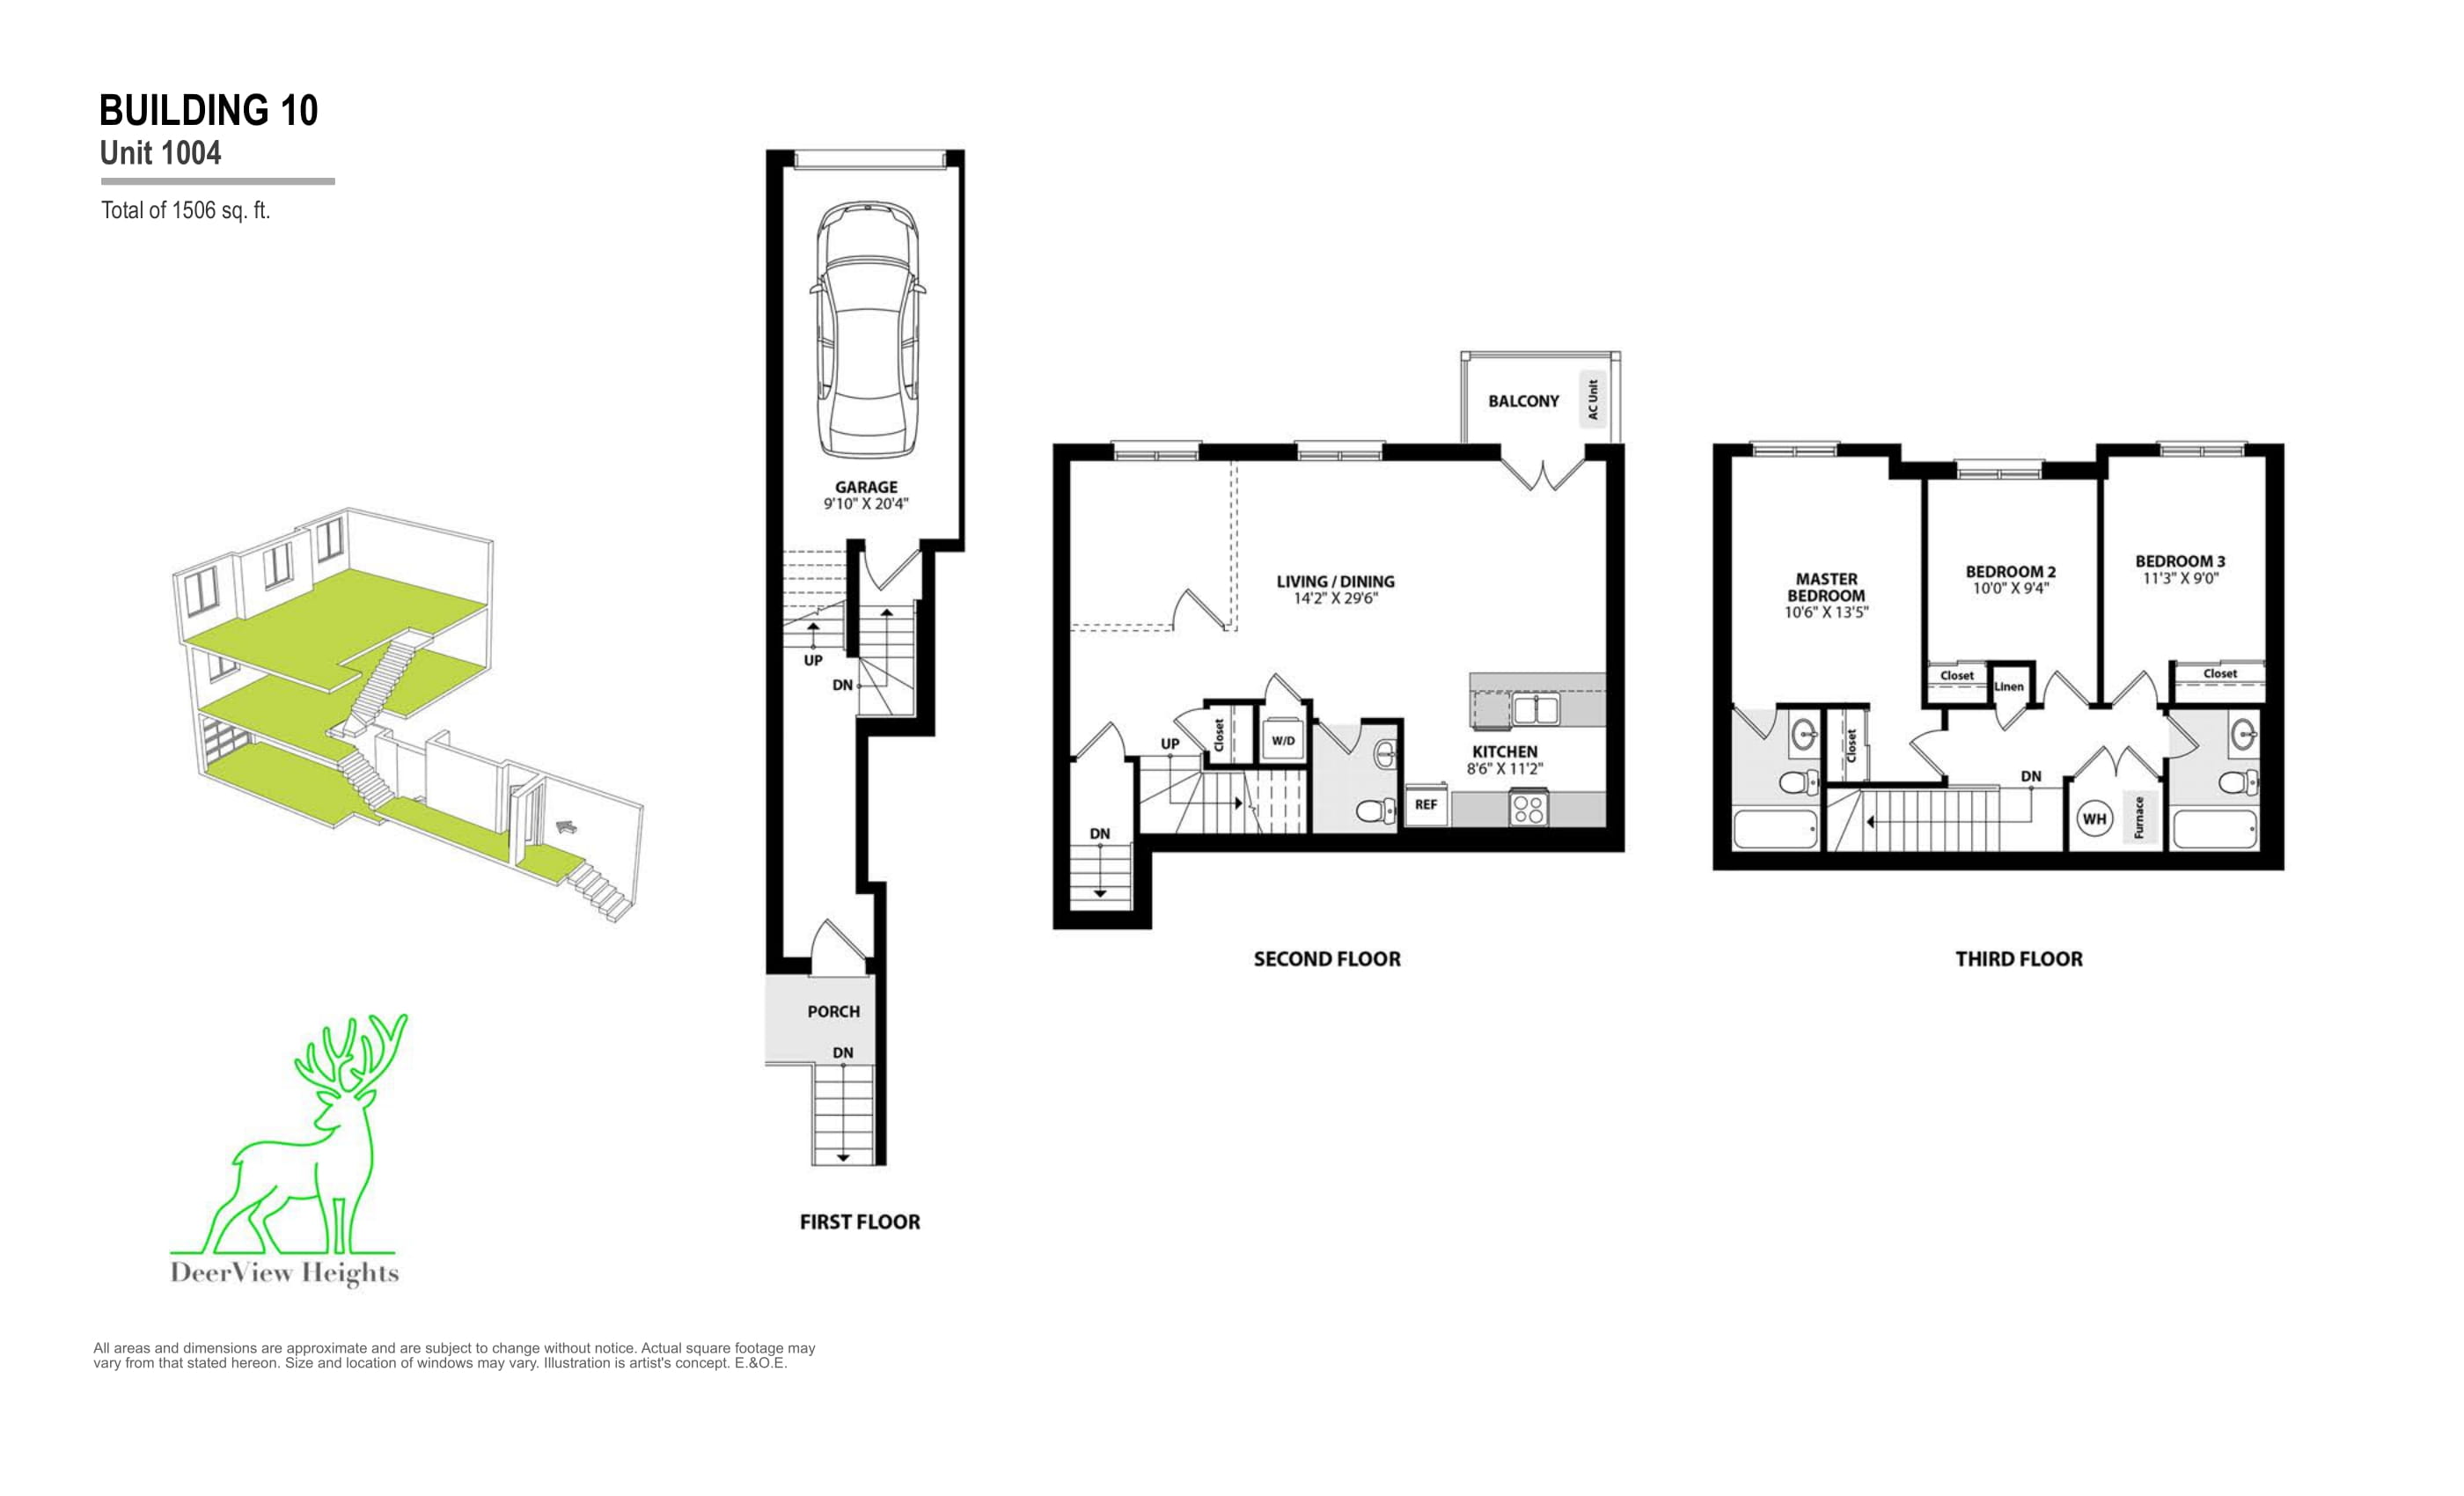 BUILDING 10
Unit 1004
Total of 1506 sq. ft.
GARAGE
9'10" X 20'4"
UP
DN
PORCH
DN
FIRST FLOOR
BALCONY
AC Unit
LIVING / DINING
14'2" X 29'6"
UP
Closet
W/D
KITCHEN
8'6" X 11'2"
REF
DN
SECOND FLOOR
MASTER
BEDROOM
10'6" X 13'5"
BEDROOM 2
10'0" X 9'4"
BEDROOM 3
11'3" X 9'0"
Closet
Linen
Closet
Closet
DN
WH
Furnace
THIRD FLOOR
DeerView Heights
All areas and dimensions are approximate and are subject to change without notice. Actual square footage may
vary from that stated hereon. Size and location of windows may vary. Illustration is artist's concept. E.&O.E.